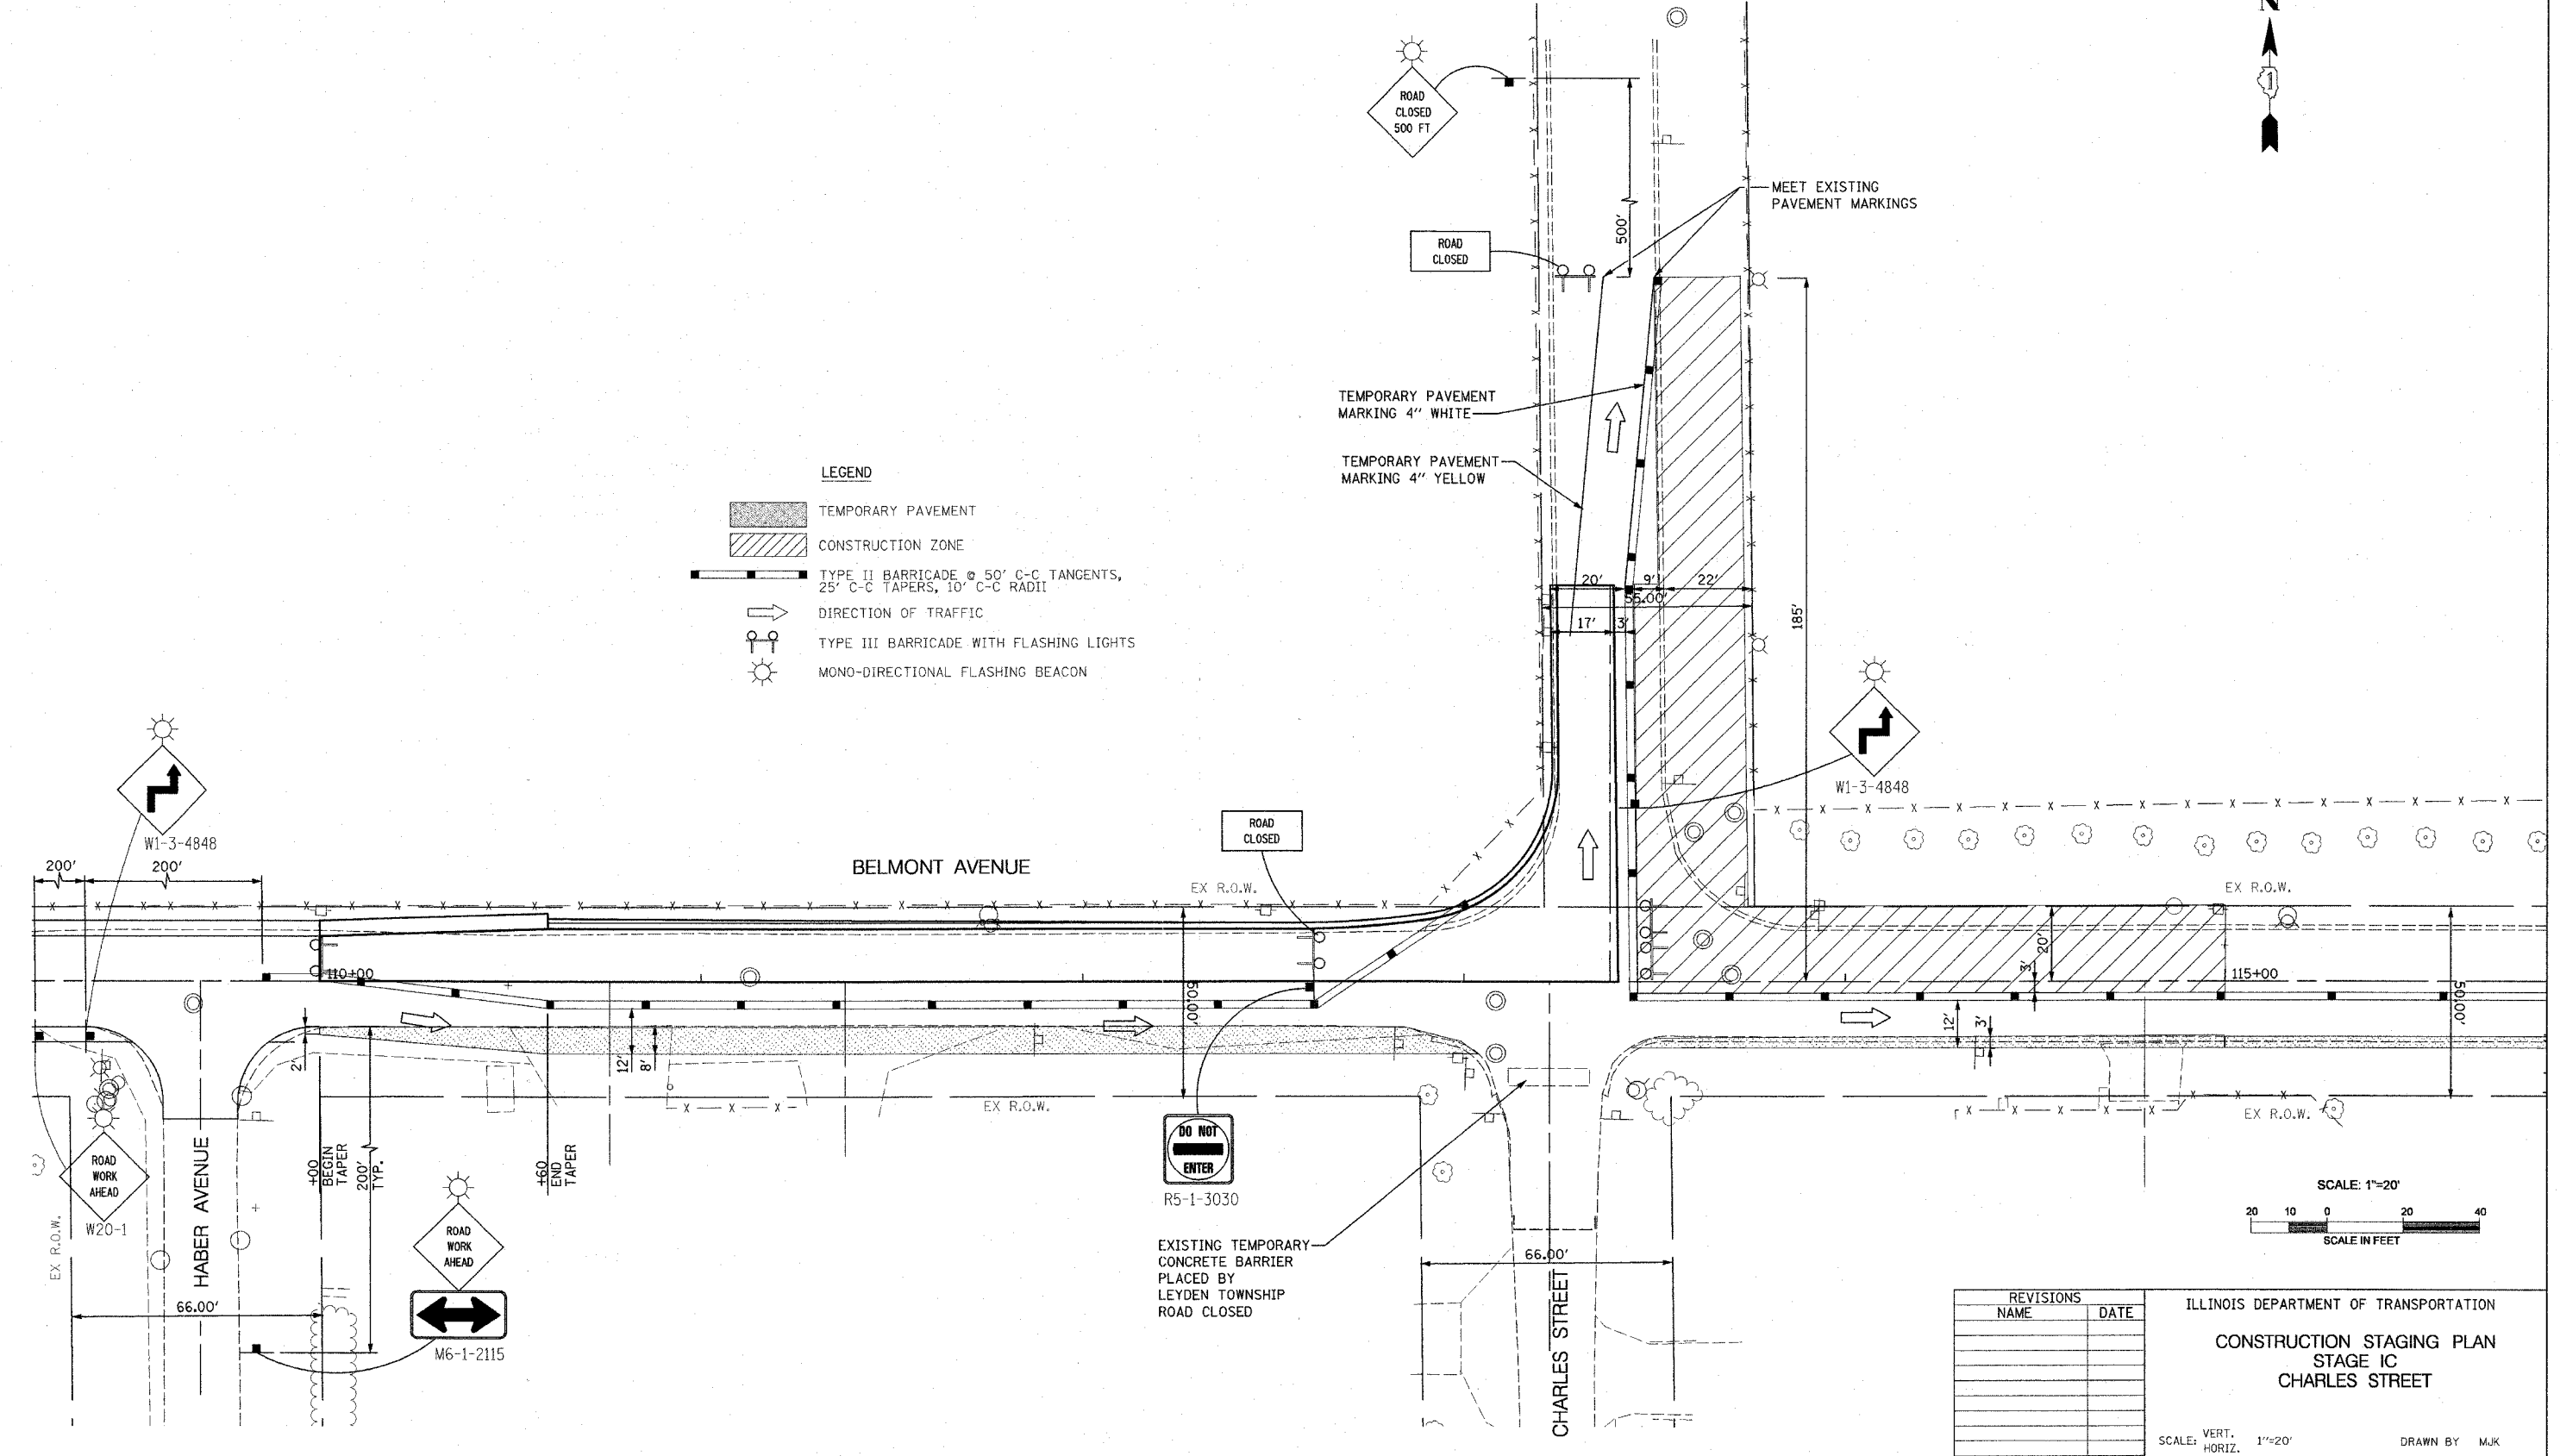 N
1
ROAD
CLOSED
500 FT
500'
MEET EXISTING
PAVEMENT MARKINGS
ROAD
CLOSED
TEMPORARY PAVEMENT
MARKING 4" WHITE
TEMPORARY PAVEMENT
MARKING 4" YELLOW
LEGEND
TEMPORARY PAVEMENT
CONSTRUCTION ZONE
TYPE II BARRICADE @ 50' C-C TANGENTS,
25' C-C TAPERS, 10' C-C RADII
DIRECTION OF TRAFFIC
TYPE III BARRICADE WITH FLASHING LIGHTS
MONO-DIRECTIONAL FLASHING BEACON
20'
9'
22'
55.00'
17'
3'
185'
W1-3-4848
W1-3-4848
200'
200'
BELMONT AVENUE
ROAD
CLOSED
EX R.O.W.
EX R.O.W.
110+00
50.00'
20'
3'
115+00
50.00'
12'
3'
2'
12'
8'
EX R.O.W.
EX R.O.W.
+00
BEGIN
TAPER
200'
TYP.
+60
END
TAPER
DO NOT
ENTER
R5-1-3030
ROAD
WORK
AHEAD
W20-1
EX R.O.W.
HABER AVENUE
66.00'
ROAD
WORK
AHEAD
M6-1-2115
EXISTING TEMPORARY
CONCRETE BARRIER
PLACED BY
LEYDEN TOWNSHIP
ROAD CLOSED
66.00'
CHARLES STREET
SCALE: 1"=20'
20 10 0 20 40
SCALE IN FEET
REVISIONS
NAME DATE
ILLINOIS DEPARTMENT OF TRANSPORTATION
CONSTRUCTION STAGING PLAN
STAGE IC
CHARLES STREET
SCALE: VERT.
HORIZ. 1"=20'
DRAWN BY MJK